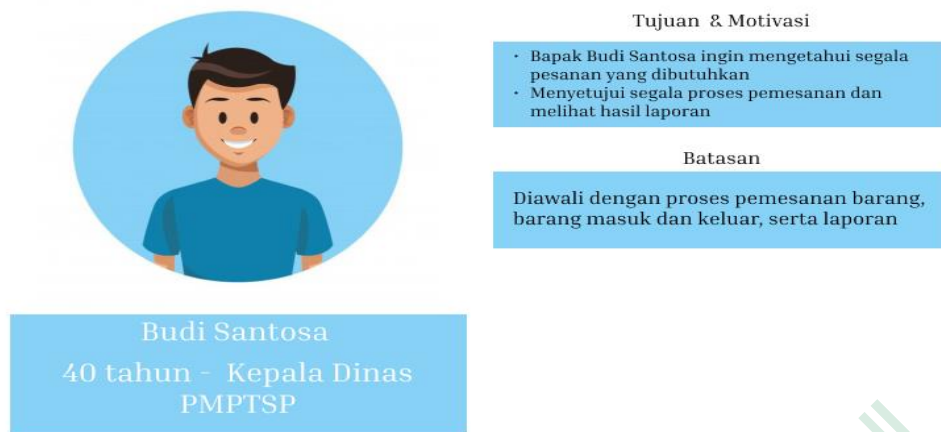 Tujuan & Motivasi
· Bapak Budi Santosa ingin mengetahui segala
pesanan yang dibutuhkan
· Menyetujui segala proses pemesanan dan
melihat hasil laporan
Batasan
Diawali dengan proses pemesanan barang,
barang masuk dan keluar, serta laporan
Budi Santosa
40 tahun - Kepala Dinas
PMPTSP